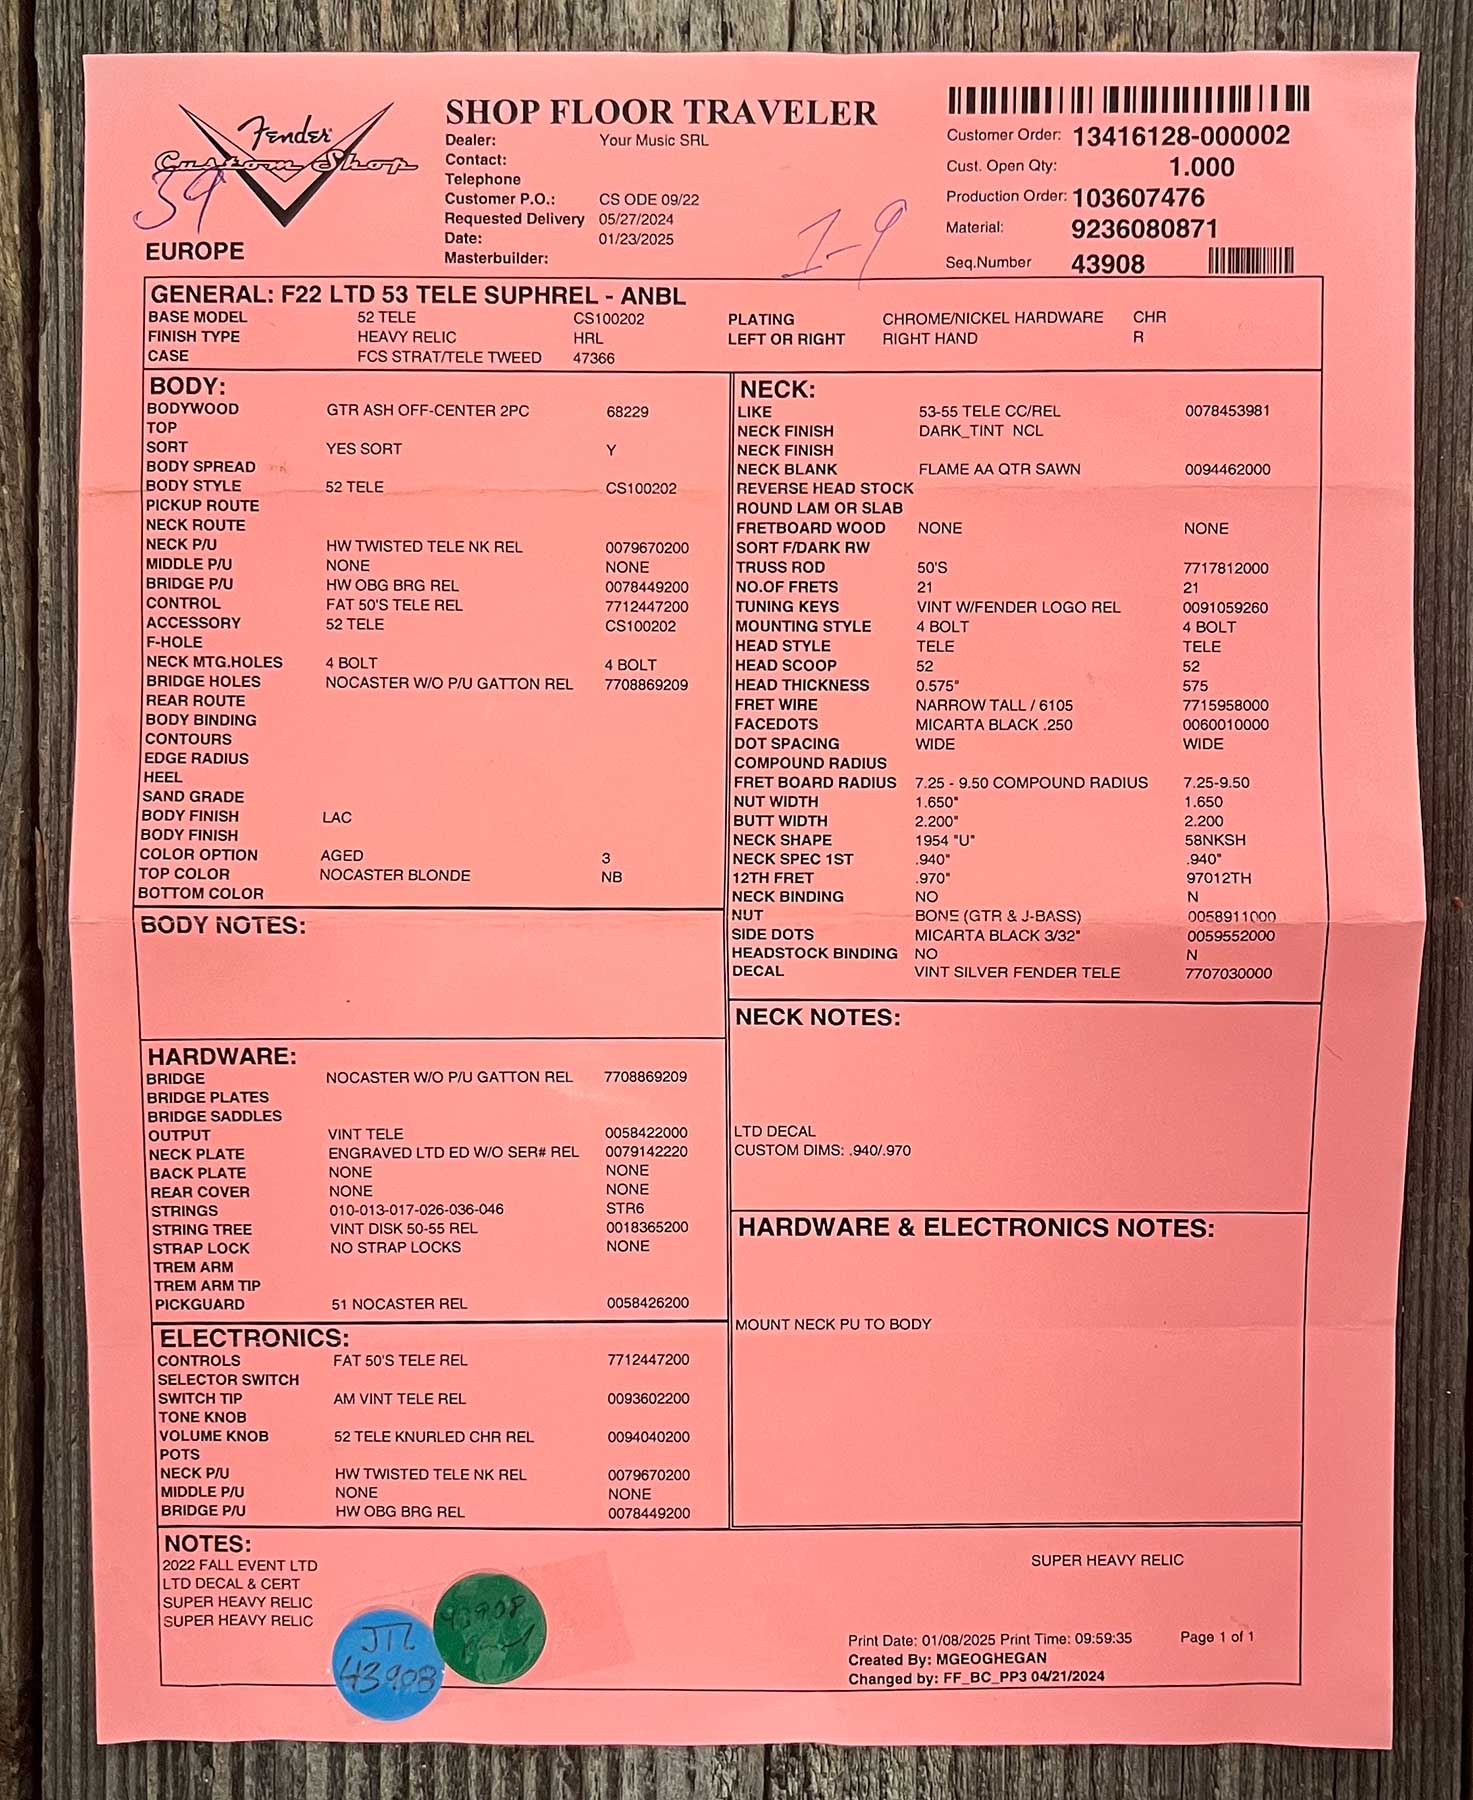 Fender
Custom Shop
39
EUROPE
SHOP FLOOR TRAVELER
Dealer: Your Music SRL
Contact:
Telephone
Customer P.O.: CS ODE 09/22
Requested Delivery 05/27/2024
Date: 01/23/2025
Masterbuilder:
1-9
Customer Order: 13416128-000002
Cust. Open Qty: 1.000
Production Order: 103607476
Material: 9236080871
Seq.Number 43908
GENERAL: F22 LTD 53 TELE SUPHREL - ANBL
BASE MODEL 52 TELE CS100202 PLATING CHROME/NICKEL HARDWARE CHR
FINISH TYPE HEAVY RELIC HRL LEFT OR RIGHT RIGHT HAND R
CASE FCS STRAT/TELE TWEED 47366
BODY:
BODYWOOD GTR ASH OFF-CENTER 2PC 68229
TOP
SORT YES SORT Y
BODY SPREAD
BODY STYLE 52 TELE CS100202
PICKUP ROUTE
NECK ROUTE
NECK P/U HW TWISTED TELE NK REL 0079670200
MIDDLE P/U NONE NONE
BRIDGE P/U HW OBG BRG REL 0078449200
CONTROL FAT 50'S TELE REL 7712447200
ACCESSORY 52 TELE CS100202
F-HOLE
NECK MTG.HOLES 4 BOLT 4 BOLT
BRIDGE HOLES NOCASTER W/O P/U GATTON REL 7708869209
REAR ROUTE
BODY BINDING
CONTOURS
EDGE RADIUS
HEEL
SAND GRADE
BODY FINISH LAC
BODY FINISH
COLOR OPTION AGED 3
TOP COLOR NOCASTER BLONDE NB
BOTTOM COLOR
BODY NOTES:
HARDWARE:
BRIDGE NOCASTER W/O P/U GATTON REL 7708869209
BRIDGE PLATES
BRIDGE SADDLES
OUTPUT VINT TELE 0058422000
NECK PLATE ENGRAVED LTD ED W/O SER# REL 0079142220
BACK PLATE NONE NONE
REAR COVER NONE NONE
STRINGS 010-013-017-026-036-046 STR6
STRING TREE VINT DISK 50-55 REL 0018365200
STRAP LOCK NO STRAP LOCKS NONE
TREM ARM
TREM ARM TIP
PICKGUARD 51 NOCASTER REL 0058426200
ELECTRONICS:
CONTROLS FAT 50'S TELE REL 7712447200
SELECTOR SWITCH
SWITCH TIP AM VINT TELE REL 0093602200
TONE KNOB
VOLUME KNOB 52 TELE KNURLED CHR REL 0094040200
POTS
NECK P/U HW TWISTED TELE NK REL 0079670200
MIDDLE P/U NONE NONE
BRIDGE P/U HW OBG BRG REL 0078449200
NECK:
LIKE 53-55 TELE CC/REL 0078453981
NECK FINISH DARK_TINT NCL
NECK FINISH
NECK BLANK FLAME AA QTR SAWN 0094462000
REVERSE HEAD STOCK
ROUND LAM OR SLAB
FRETBOARD WOOD NONE NONE
SORT F/DARK RW
TRUSS ROD 50'S 7717812000
NO.OF FRETS 21 21
TUNING KEYS VINT W/FENDER LOGO REL 0091059260
MOUNTING STYLE 4 BOLT 4 BOLT
HEAD STYLE TELE TELE
HEAD SCOOP 52 52
HEAD THICKNESS 0.575" 575
FRET WIRE NARROW TALL / 6105 7715958000
FACEDOTS MICARTA BLACK .250 0060010000
DOT SPACING WIDE WIDE
COMPOUND RADIUS
FRET BOARD RADIUS 7.25 - 9.50 COMPOUND RADIUS 7.25-9.50
NUT WIDTH 1.650" 1.650
BUTT WIDTH 2.200" 2.200
NECK SHAPE 1954 "U" 58NKSH
NECK SPEC 1ST .940" .940"
12TH FRET .970" 97012TH
NECK BINDING NO N
NUT BONE (GTR & J-BASS) 0058911000
SIDE DOTS MICARTA BLACK 3/32" 0059552000
HEADSTOCK BINDING NO N
DECAL VINT SILVER FENDER TELE 7707030000
NECK NOTES:
LTD DECAL
CUSTOM DIMS: .940/.970
HARDWARE & ELECTRONICS NOTES:
MOUNT NECK PU TO BODY
NOTES:
2022 FALL EVENT LTD
LTD DECAL & CERT
SUPER HEAVY RELIC
SUPER HEAVY RELIC
SUPER HEAVY RELIC
43908
43908
Print Date: 01/08/2025 Print Time: 09:59:35 Page 1 of 1
Created By: MGEOGHEGAN
Changed by: FF_BC_PP3 04/21/2024